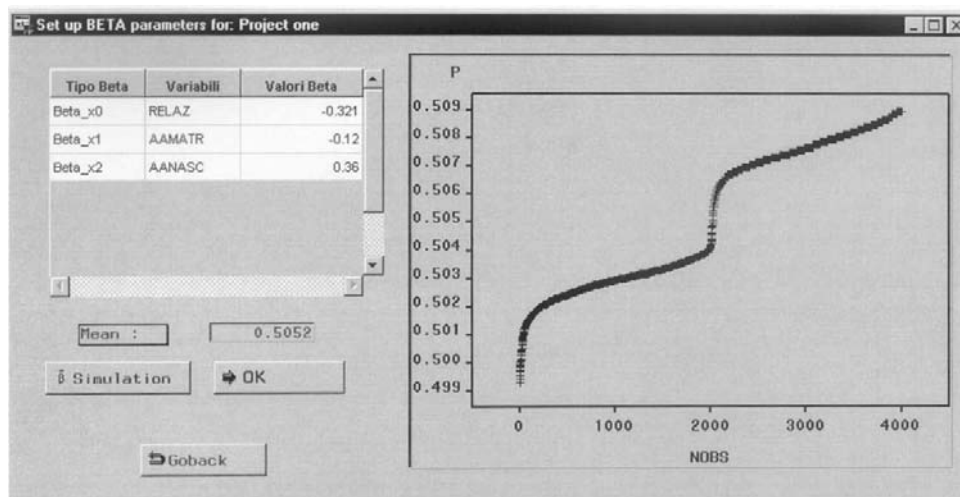 Set up BETA parameters for: Project one
Tipo Beta Variabili Valori Beta
Beta_x0 RELAZ -0.321
Beta_x1 AAMATR -0.12
Beta_x2 AANASC 0.36
Mean : 0.5052
β Simulation OK
Goback
P
0.509
0.508
0.507
0.506
0.505
0.504
0.503
0.502
0.501
0.500
0.499
0 1000 2000 3000 4000
NOBS